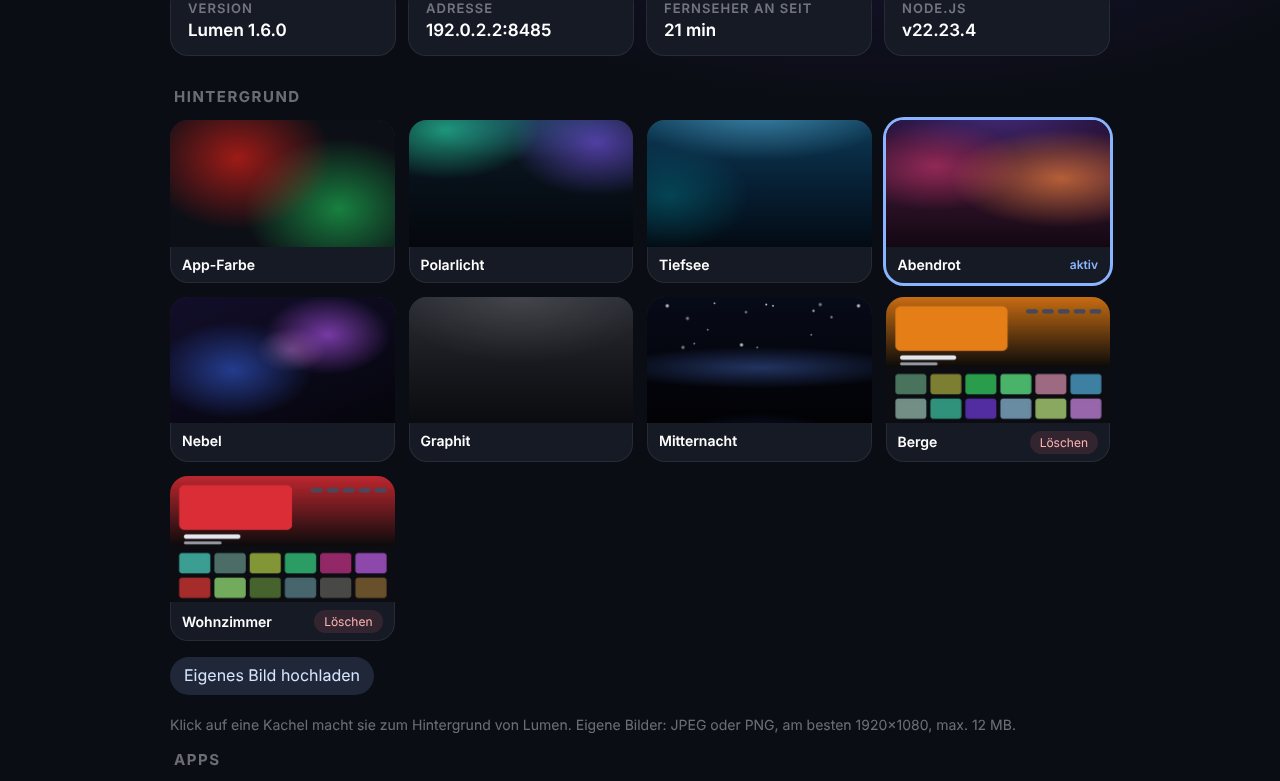 VERSION
Lumen 1.6.0
ADRESSE
192.0.2.2:8485
FERNSEHER AN SEIT
21 min
NODE.JS
v22.23.4
HINTERGRUND
App-Farbe
Polarlicht
Tiefsee
Abendrot aktiv
Nebel
Graphit
Mitternacht
Berge Löschen
Wohnzimmer Löschen
Eigenes Bild hochladen
Klick auf eine Kachel macht sie zum Hintergrund von Lumen. Eigene Bilder: JPEG oder PNG, am besten 1920×1080, max. 12 MB.
APPS